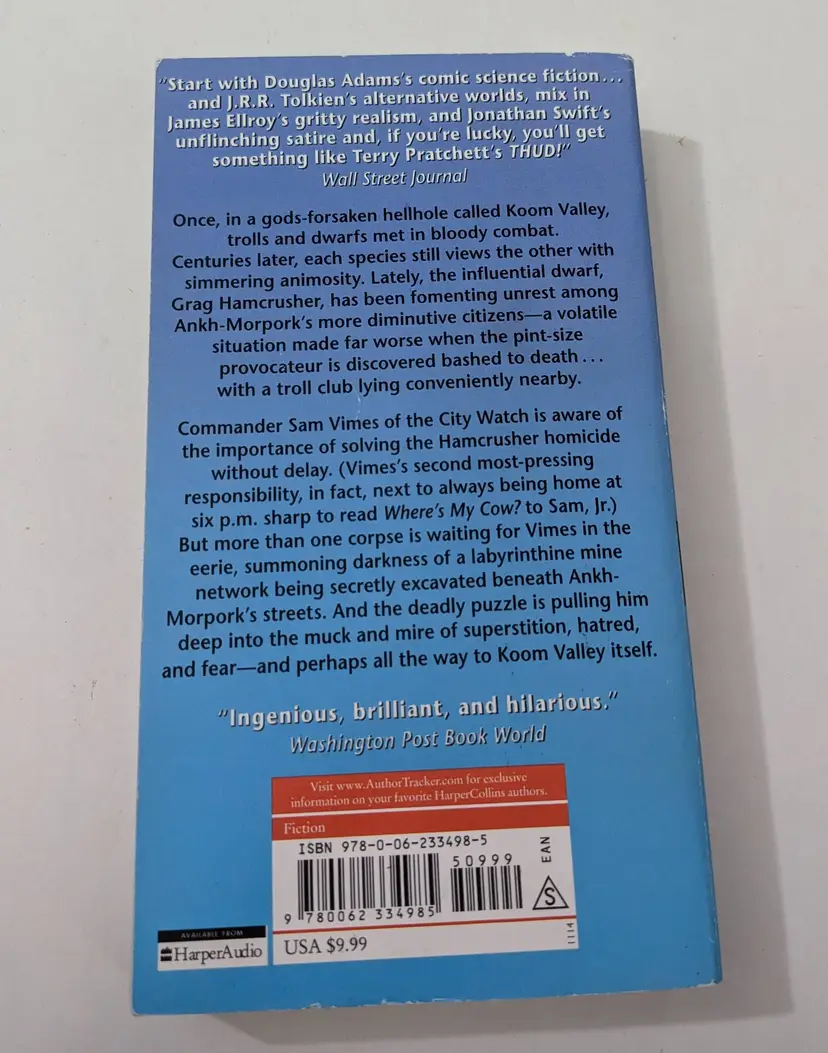 "Start with Douglas Adams's comic science fiction...
and J.R.R. Tolkien's alternative worlds, mix in
James Ellroy's gritty realism, and Jonathan Swift's
unflinching satire and, if you're lucky, you'll get
something like Terry Pratchett's THUD!"
Wall Street Journal
Once, in a gods-forsaken hellhole called Koom Valley,
trolls and dwarfs met in bloody combat.
Centuries later, each species still views the other with
simmering animosity. Lately, the influential dwarf,
Grag Hamcrusher, has been fomenting unrest among
Ankh-Morpork's more diminutive citizens—a volatile
situation made far worse when the pint-size
provocateur is discovered bashed to death...
with a troll club lying conveniently nearby.
Commander Sam Vimes of the City Watch is aware of
the importance of solving the Hamcrusher homicide
without delay. (Vimes's second most-pressing
responsibility, in fact, next to always being home at
six p.m. sharp to read Where's My Cow? to Sam, Jr.)
But more than one corpse is waiting for Vimes in the
eerie, summoning darkness of a labyrinthine mine
network being secretly excavated beneath Ankh-
Morpork's streets. And the deadly puzzle is pulling him
deep into the muck and mire of superstition, hatred,
and fear—and perhaps all the way to Koom Valley itself.
"Ingenious, brilliant, and hilarious."
Washington Post Book World
Visit www.AuthorTracker.com for exclusive
information on your favorite HarperCollins authors.
Fiction
ISBN 978-0-06-233498-5
50999
EAN
S
9 780062 334985
1114
USA $9.99
AVAILABLE FROM
HarperAudio